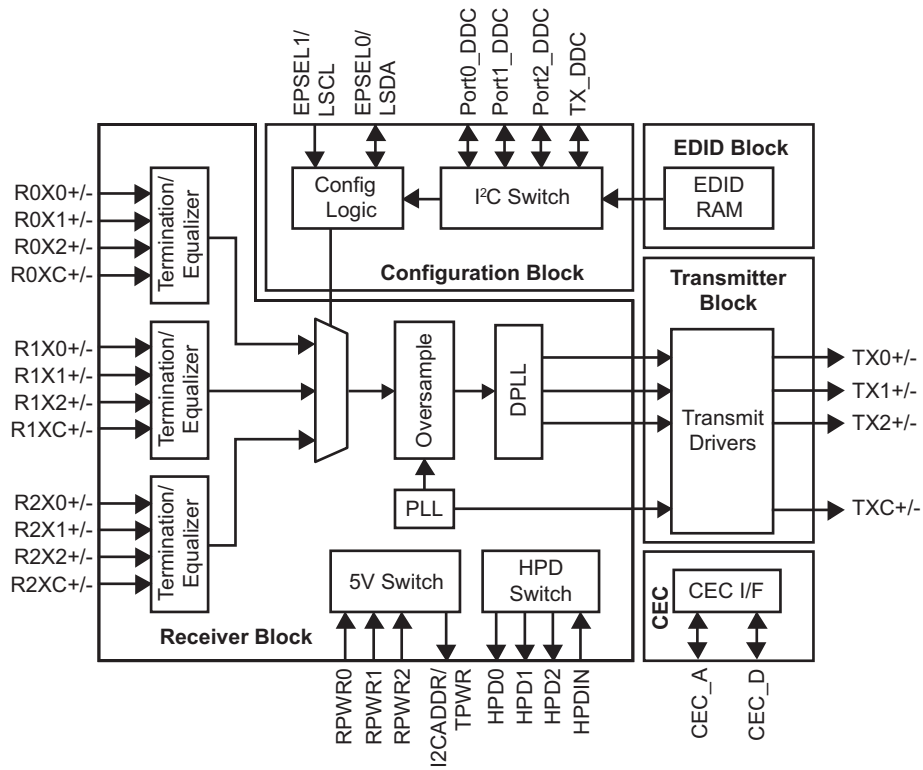 EPSEL1/
LSCL
EPSEL0/
LSDA
Port0_DDC
Port1_DDC
Port2_DDC
TX_DDC
Config
Logic
I²C Switch
Configuration Block
EDID Block
EDID
RAM
R0X0+/-
R0X1+/-
R0X2+/-
R0XC+/-
Termination/
Equalizer
R1X0+/-
R1X1+/-
R1X2+/-
R1XC+/-
Termination/
Equalizer
R2X0+/-
R2X1+/-
R2X2+/-
R2XC+/-
Termination/
Equalizer
Oversample
DPLL
PLL
Transmitter
Block
Transmit
Drivers
TX0+/-
TX1+/-
TX2+/-
TXC+/-
5V Switch
HPD
Switch
Receiver Block
CEC
CEC I/F
RPWR0
RPWR1
RPWR2
I2CADDR/
TPWR
HPD0
HPD1
HPD2
HPDIN
CEC_A
CEC_D